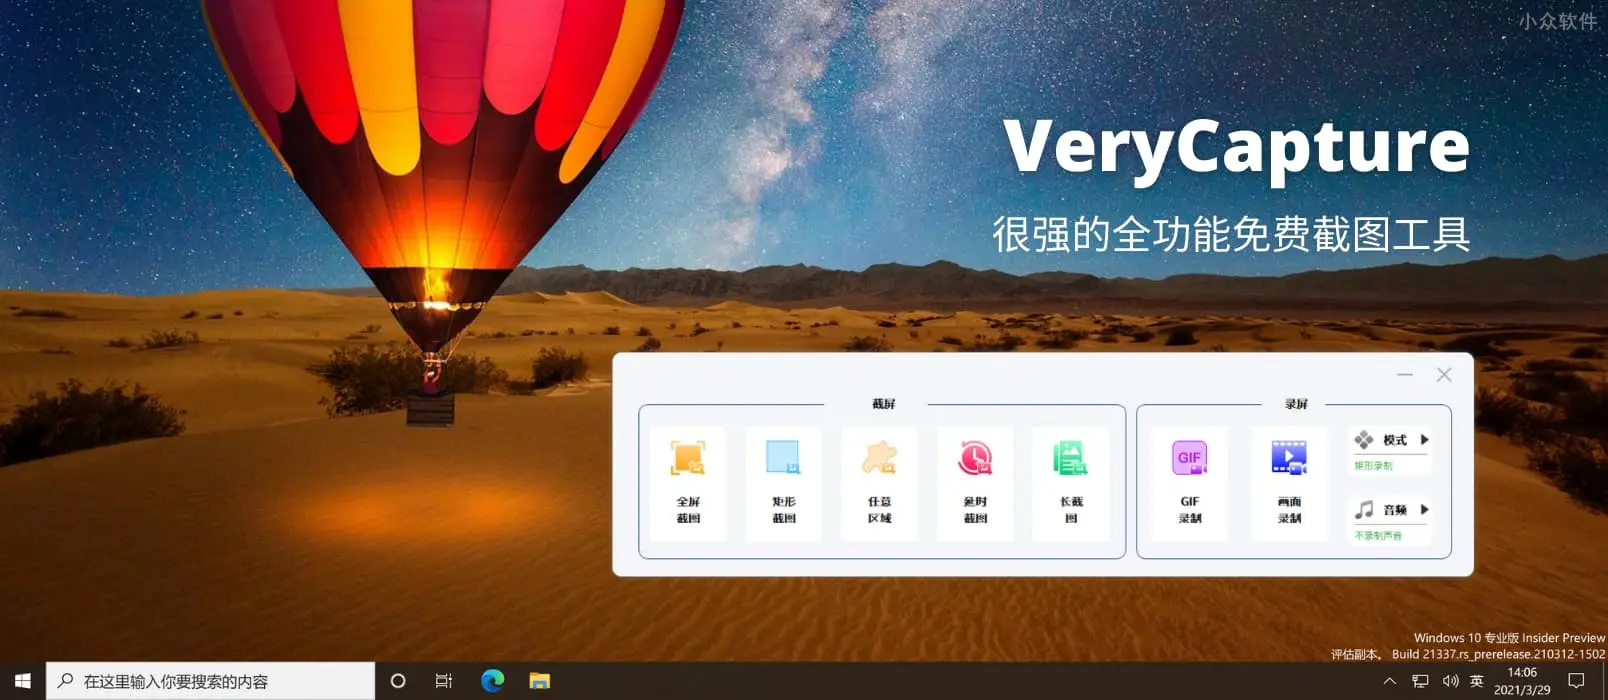 小众软件
VeryCapture
很强的全功能免费截图工具
截屏
录屏
全屏
截图
矩形
截图
任意
区域
延时
截图
长截
图
GIF
GIF
录制
画面
录制
模式
矩形录制
音频
不录制声音
Windows 10 专业版 Insider Preview
评估副本。 Build 21337.rs_prerelease.210312-1502
在这里输入你要搜索的内容
英
14:06
2021/3/29